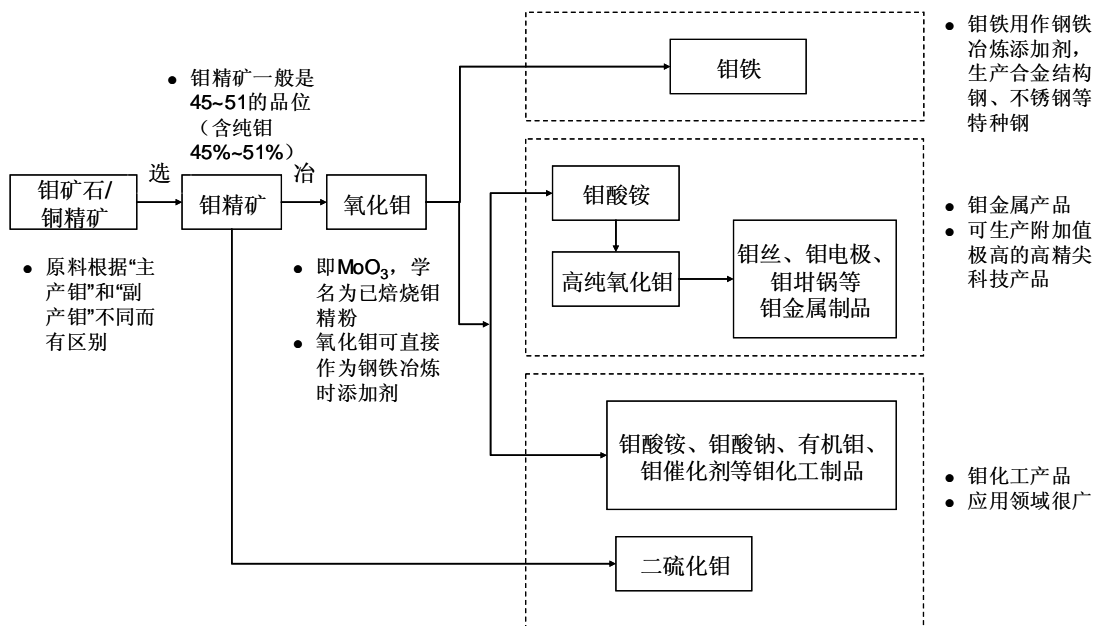 ● 钼精矿一般是
45~51的品位
（含纯钼
45%~51%）
选
冶
钼矿石/
铜精矿
钼精矿
氧化钼
● 原料根据“主
产钼”和“副
产钼”不同而
有区别
● 即MoO₃，学
名为已焙烧钼
精粉
● 氧化钼可直接
作为钢铁冶炼
时添加剂
钼铁
● 钼铁用作钢铁
冶炼添加剂，
生产合金结构
钢、不锈钢等
特种钢
钼酸铵
高纯氧化钼
钼丝、钼电极、
钼坩锅等
钼金属制品
● 钼金属产品
● 可生产附加值
极高的高精尖
科技产品
钼酸铵、钼酸钠、有机钼、
钼催化剂等钼化工制品
二硫化钼
● 钼化工产品
● 应用领域很广